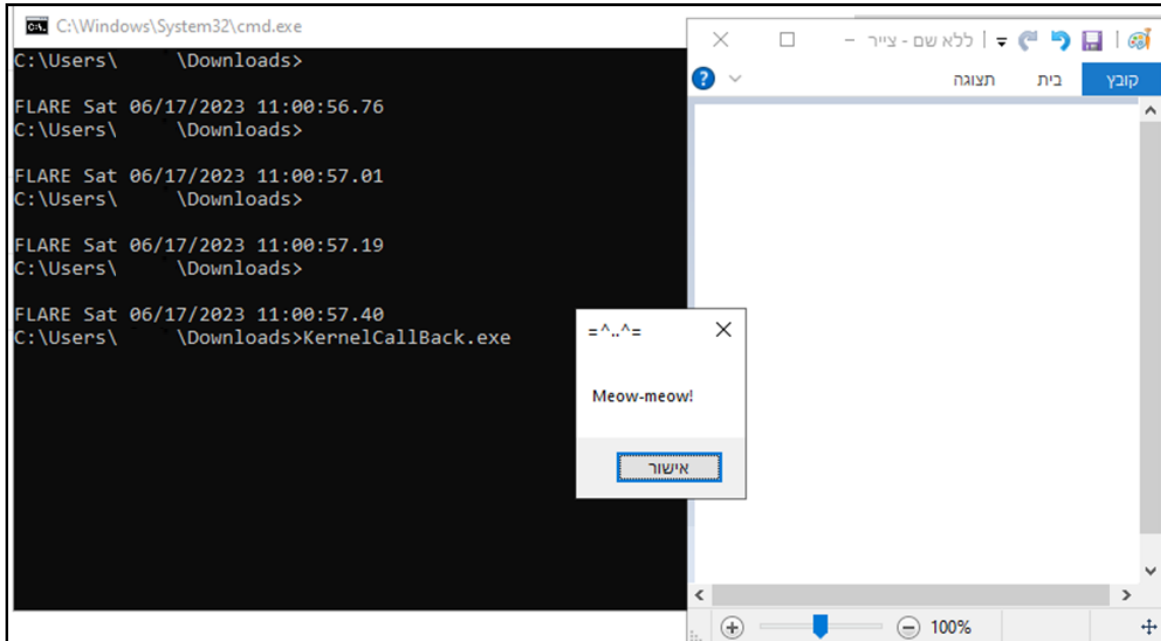 C:\Windows\System32\cmd.exe
C:\Users\ \Downloads>
FLARE Sat 06/17/2023 11:00:56.76
C:\Users\ \Downloads>
FLARE Sat 06/17/2023 11:00:57.01
C:\Users\ \Downloads>
FLARE Sat 06/17/2023 11:00:57.19
C:\Users\ \Downloads>
FLARE Sat 06/17/2023 11:00:57.40
C:\Users\ \Downloads>KernelCallBack.exe
=^..^=
Meow-meow!
אישור
ללא שם - צייר
קובץ בית תצוגה
100%